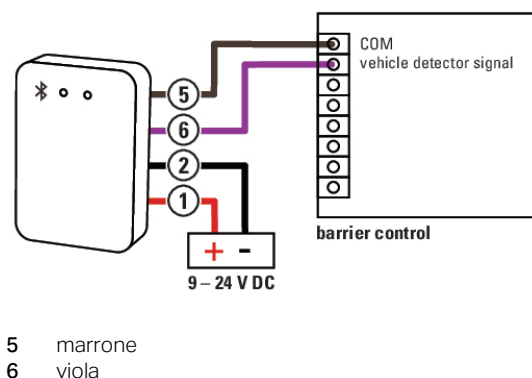 COM
vehicle detector signal
5
6
2
1
+ -
9 – 24 V DC
barrier control
5 marrone
6 viola